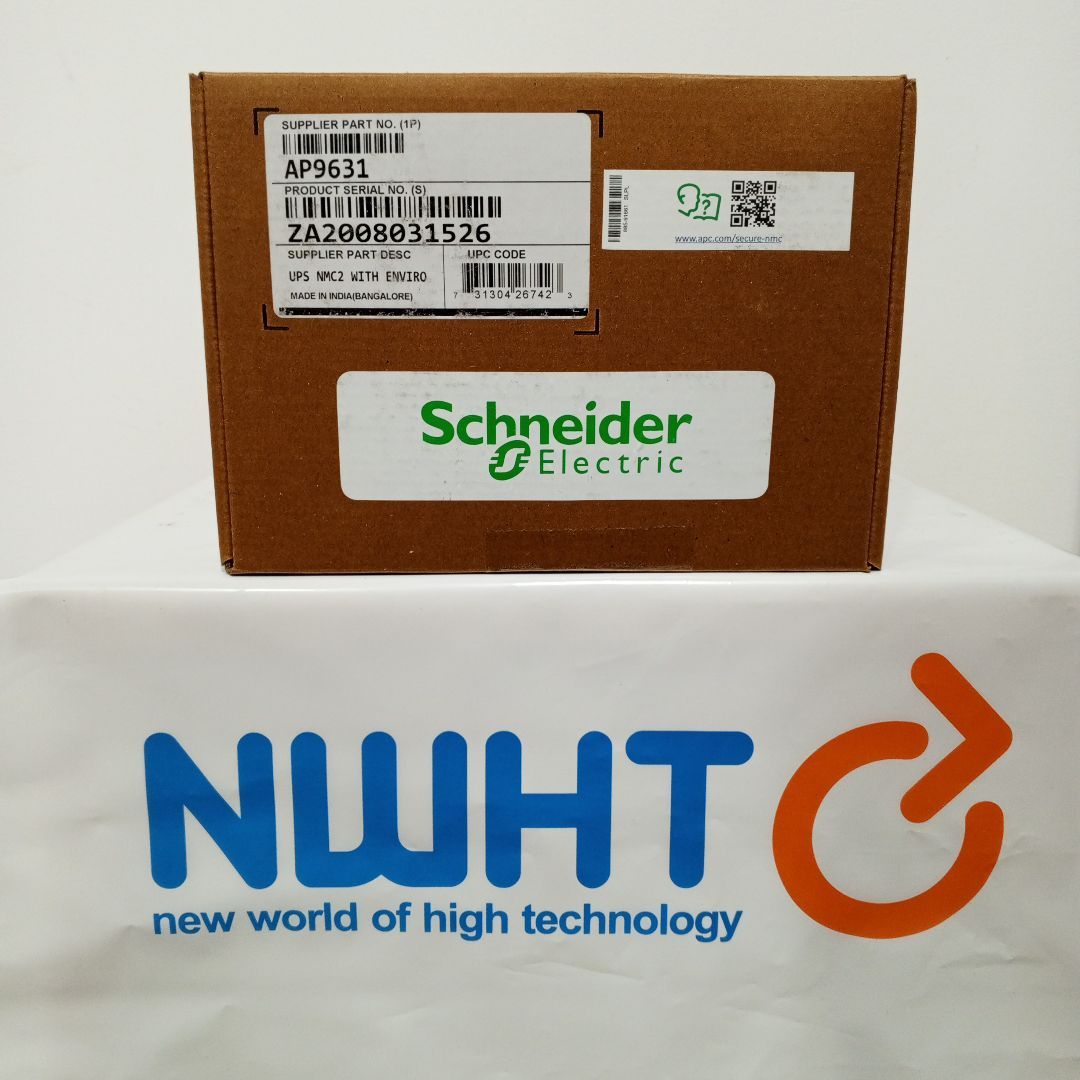 SUPPLIER PART NO. (1P)
AP9631
PRODUCT SERIAL NO. (S)
ZA2008031526
SUPPLIER PART DESC
UPC CODE
UPS NMC2 WITH ENVIRO
7 31304 26742 3
MADE IN INDIA(BANGALORE)
?
www.apc.com/secure-nmc
Schneider
Electric
NWHT
new world of high technology